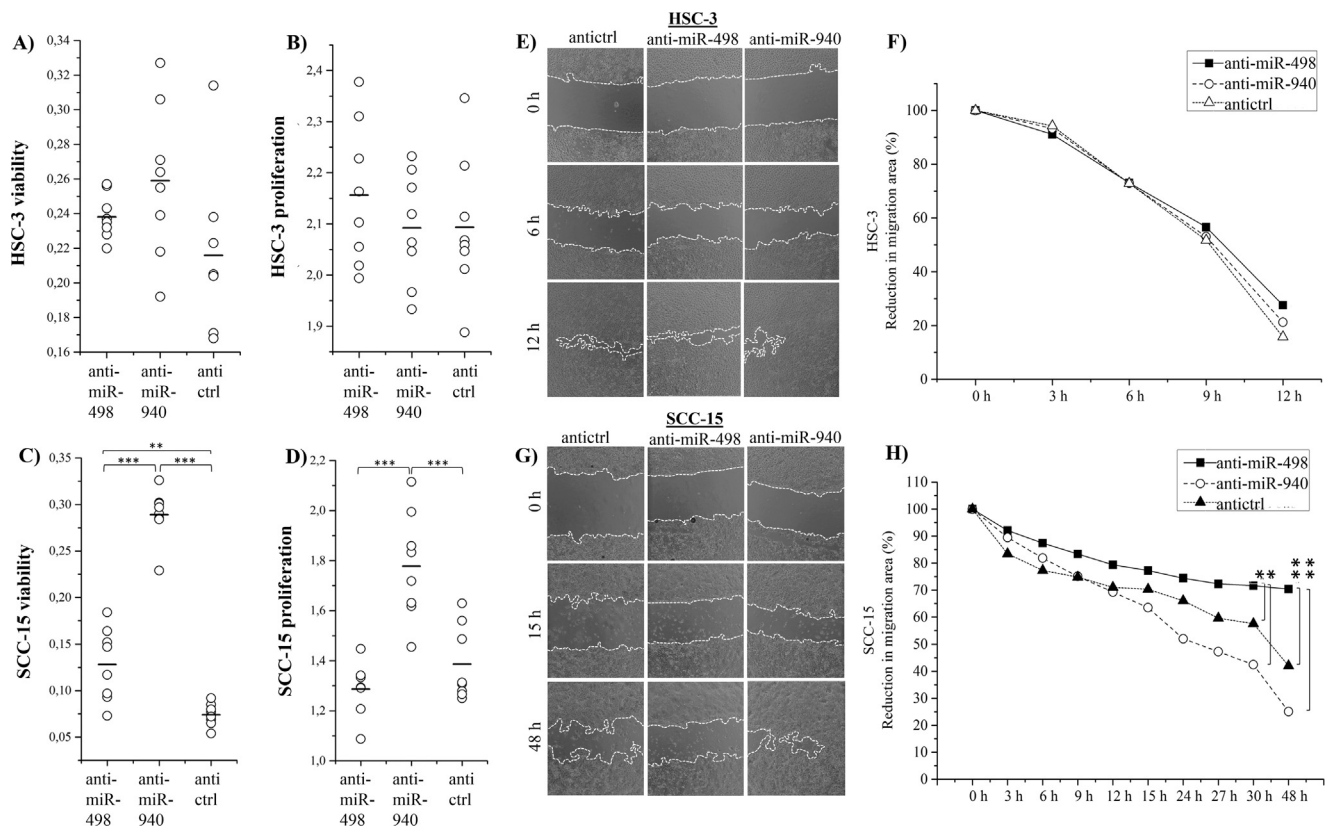 A)
HSC-3 viability
0,34
0,32
0,30
0,28
0,26
0,24
0,22
0,20
0,18
0,16
anti-
miR-
498
anti-
miR-
940
anti
ctrl
B)
HSC-3 proliferation
2,4
2,3
2,2
2,1
2,0
1,9
anti-
miR-
498
anti-
miR-
940
anti
ctrl
C)
SCC-15 viability
0,35
0,30
0,25
0,20
0,15
0,10
0,05
**
*** ***
anti-
miR-
498
anti-
miR-
940
anti
ctrl
D)
SCC-15 proliferation
2,2
2,0
1,8
1,6
1,4
1,2
1,0
*** ***
anti-
miR-
498
anti-
miR-
940
anti
ctrl
E)
HSC-3
antictrl anti-miR-498 anti-miR-940
0 h
6 h
12 h
F)
anti-miR-498
anti-miR-940
antictrl
HSC-3
Reduction in migration area (%)
100
80
60
40
20
0
0 h 3 h 6 h 9 h 12 h
G)
SCC-15
antictrl anti-miR-498 anti-miR-940
0 h
15 h
48 h
H)
anti-miR-498
anti-miR-940
antictrl
SCC-15
Reduction in migration area (%)
110
100
90
80
70
60
50
40
30
20
10
0
* * ** **
0 h 3 h 6 h 9 h 12 h 15 h 24 h 27 h 30 h 48 h